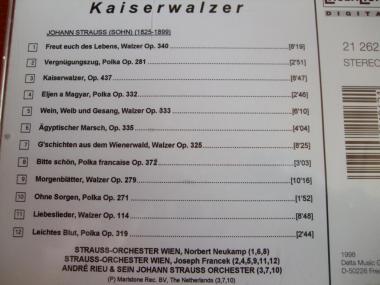 Kaiserwalzer
DIGITA
JOHANN STRAUSS (SOHN) (1825-1899)
1 Freut euch des Lebens, Walzer Op. 340 [8'19]
2 Vergnügungszug, Polka Op. 281 [2'51]
3 Kaiserwalzer, Op. 437 [8'47]
4 Eljen a Magyar, Polka Op. 332 [2'46]
5 Wein, Weib und Gesang, Walzer Op. 333 [6'10]
6 Ägyptischer Marsch, Op. 335 [4'04]
7 G'schichten aus dem Wienerwald, Walzer Op. 325 [8'25]
8 Bitte schön, Polka francaise Op. 372 [3'03]
9 Morgenblätter, Walzer Op. 279 [10'16]
10 Ohne Sorgen, Polka Op. 271 [1'52]
11 Liebeslieder, Walzer Op. 114 [8'48]
12 Leichtes Blut, Polka Op. 319 [2'44]
STRAUSS-ORCHESTER WIEN, Norbert Neukamp (1,6,8)
STRAUSS-ORCHESTER WIEN, Joseph Francek (2,4,5,9,11,12)
ANDRÉ RIEU & SEIN JOHANN STRAUSS ORCHESTER (3,7,10)
(P) Marlstone Rec. BV, The Netherlands (3,7,10)
21 262
STEREO
1998
Delta Music G
D-50226 Frec